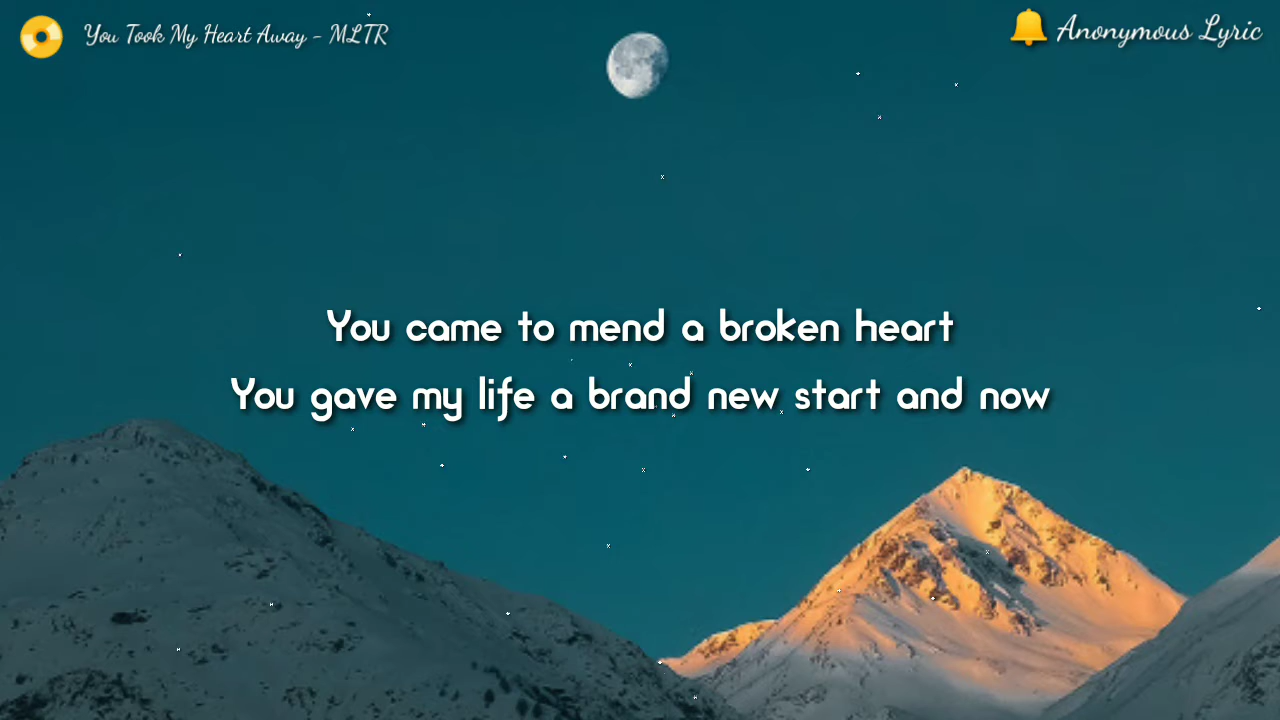 You Took My Heart Away - MLTR
Anonymous Lyric
You came to mend a broken heart
You gave my life a brand new start and now